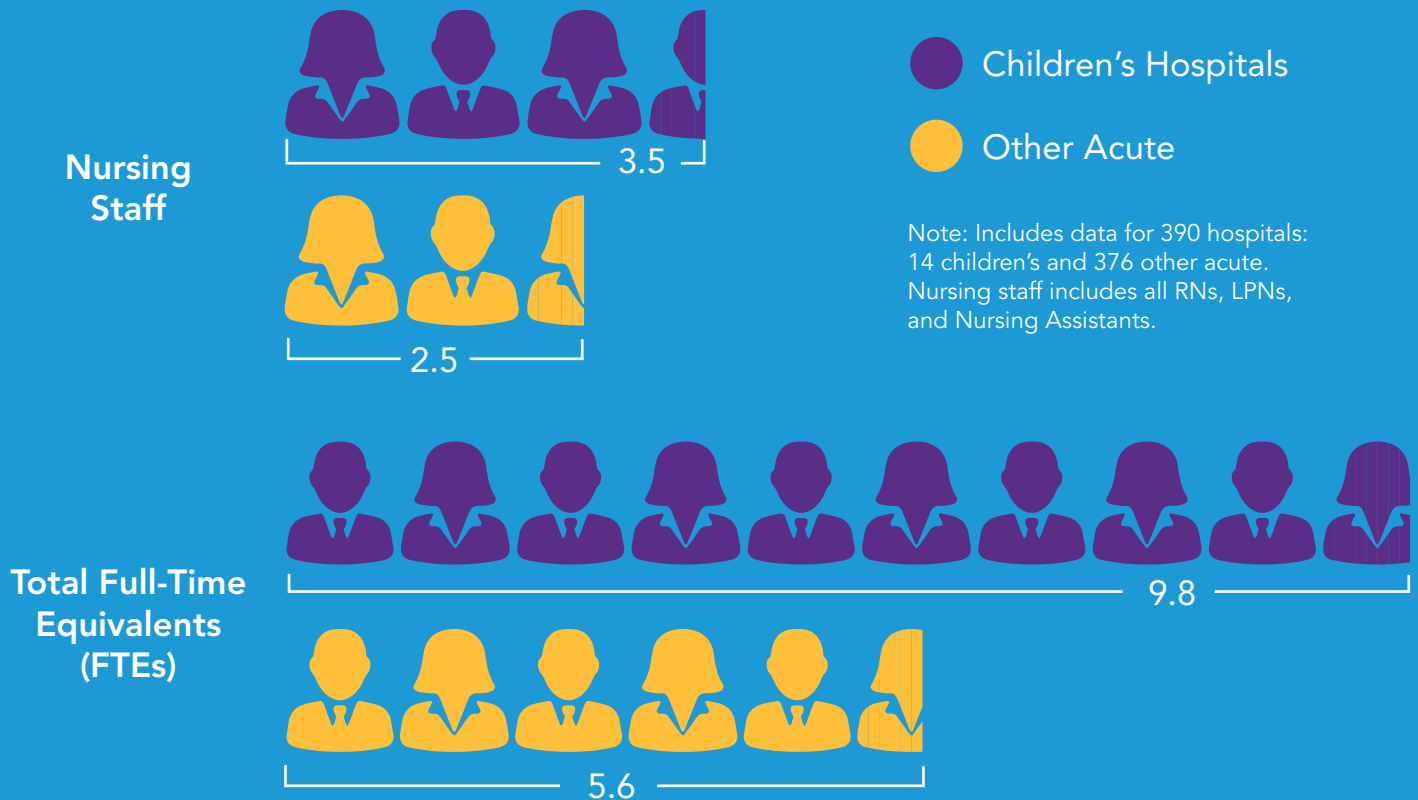 Children's Hospitals
Other Acute
Note: Includes data for 390 hospitals:
14 children's and 376 other acute.
Nursing staff includes all RNs, LPNs,
and Nursing Assistants.
Nursing
Staff
3.5
2.5
Total Full-Time
Equivalents
(FTEs)
9.8
5.6